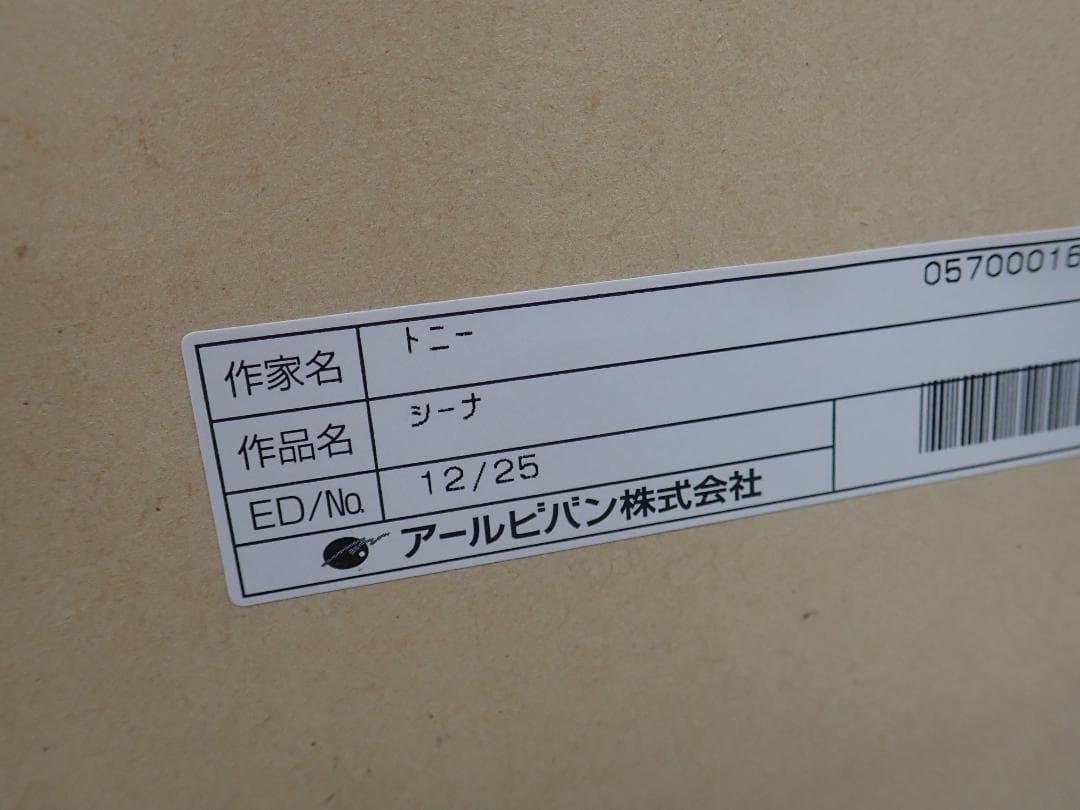 05700016
作家名 トニー
作品名 シーナ
ED/No. 12/25
アールビバン株式会社